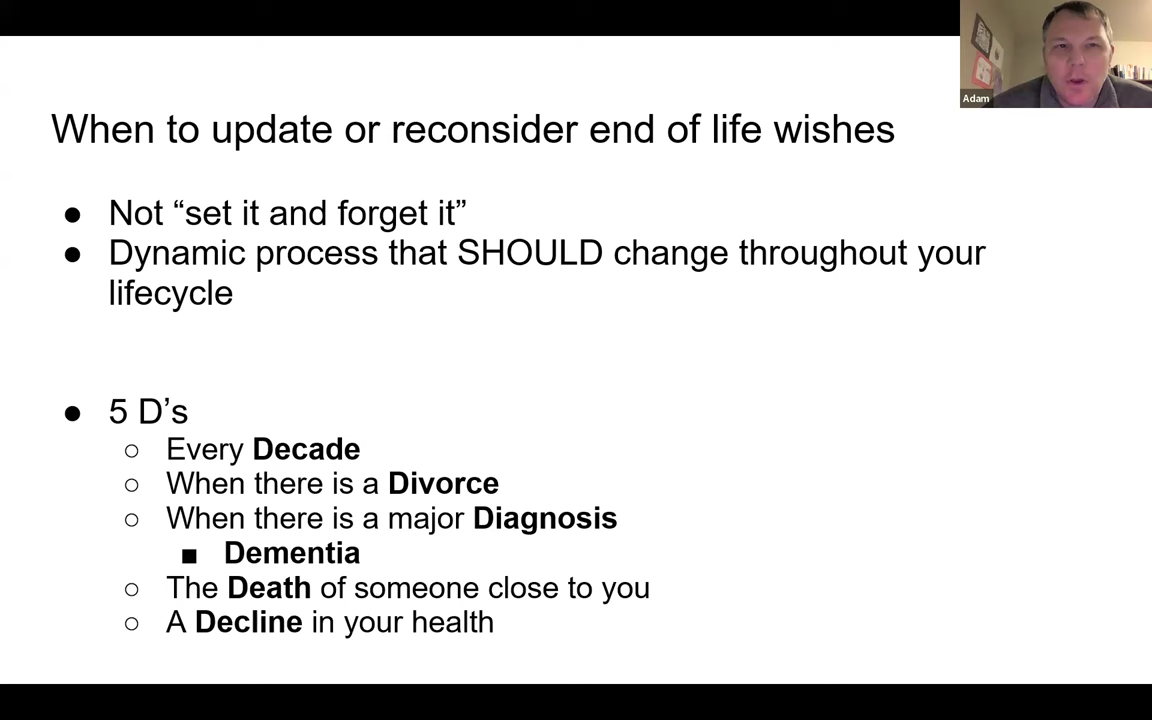 Adam
When to update or reconsider end of life wishes
● Not “set it and forget it”
● Dynamic process that SHOULD change throughout your
lifecycle
● 5 D’s
○ Every Decade
○ When there is a Divorce
○ When there is a major Diagnosis
■ Dementia
○ The Death of someone close to you
○ A Decline in your health